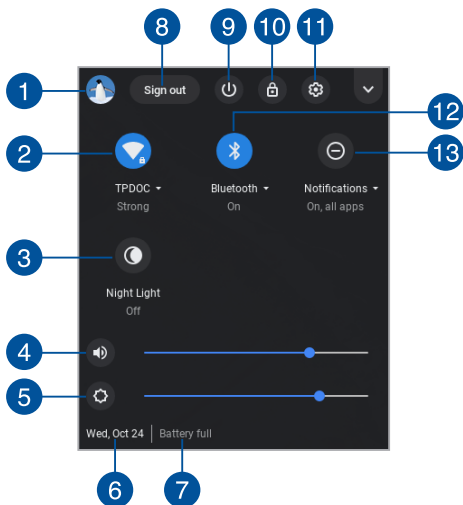 8
9
10
11
1
Sign out
12
2
13
TPDOC
Bluetooth
Notifications
Strong
On
On, all apps
3
Night Light
Off
4
5
Wed, Oct 24
Battery full
6
7